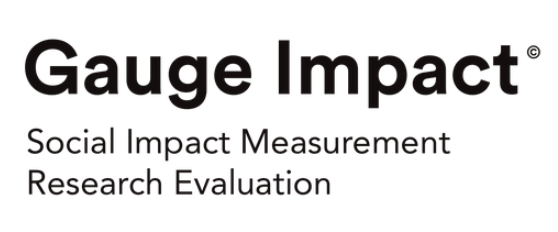 Gauge Impact©
Social Impact Measurement
Research Evaluation